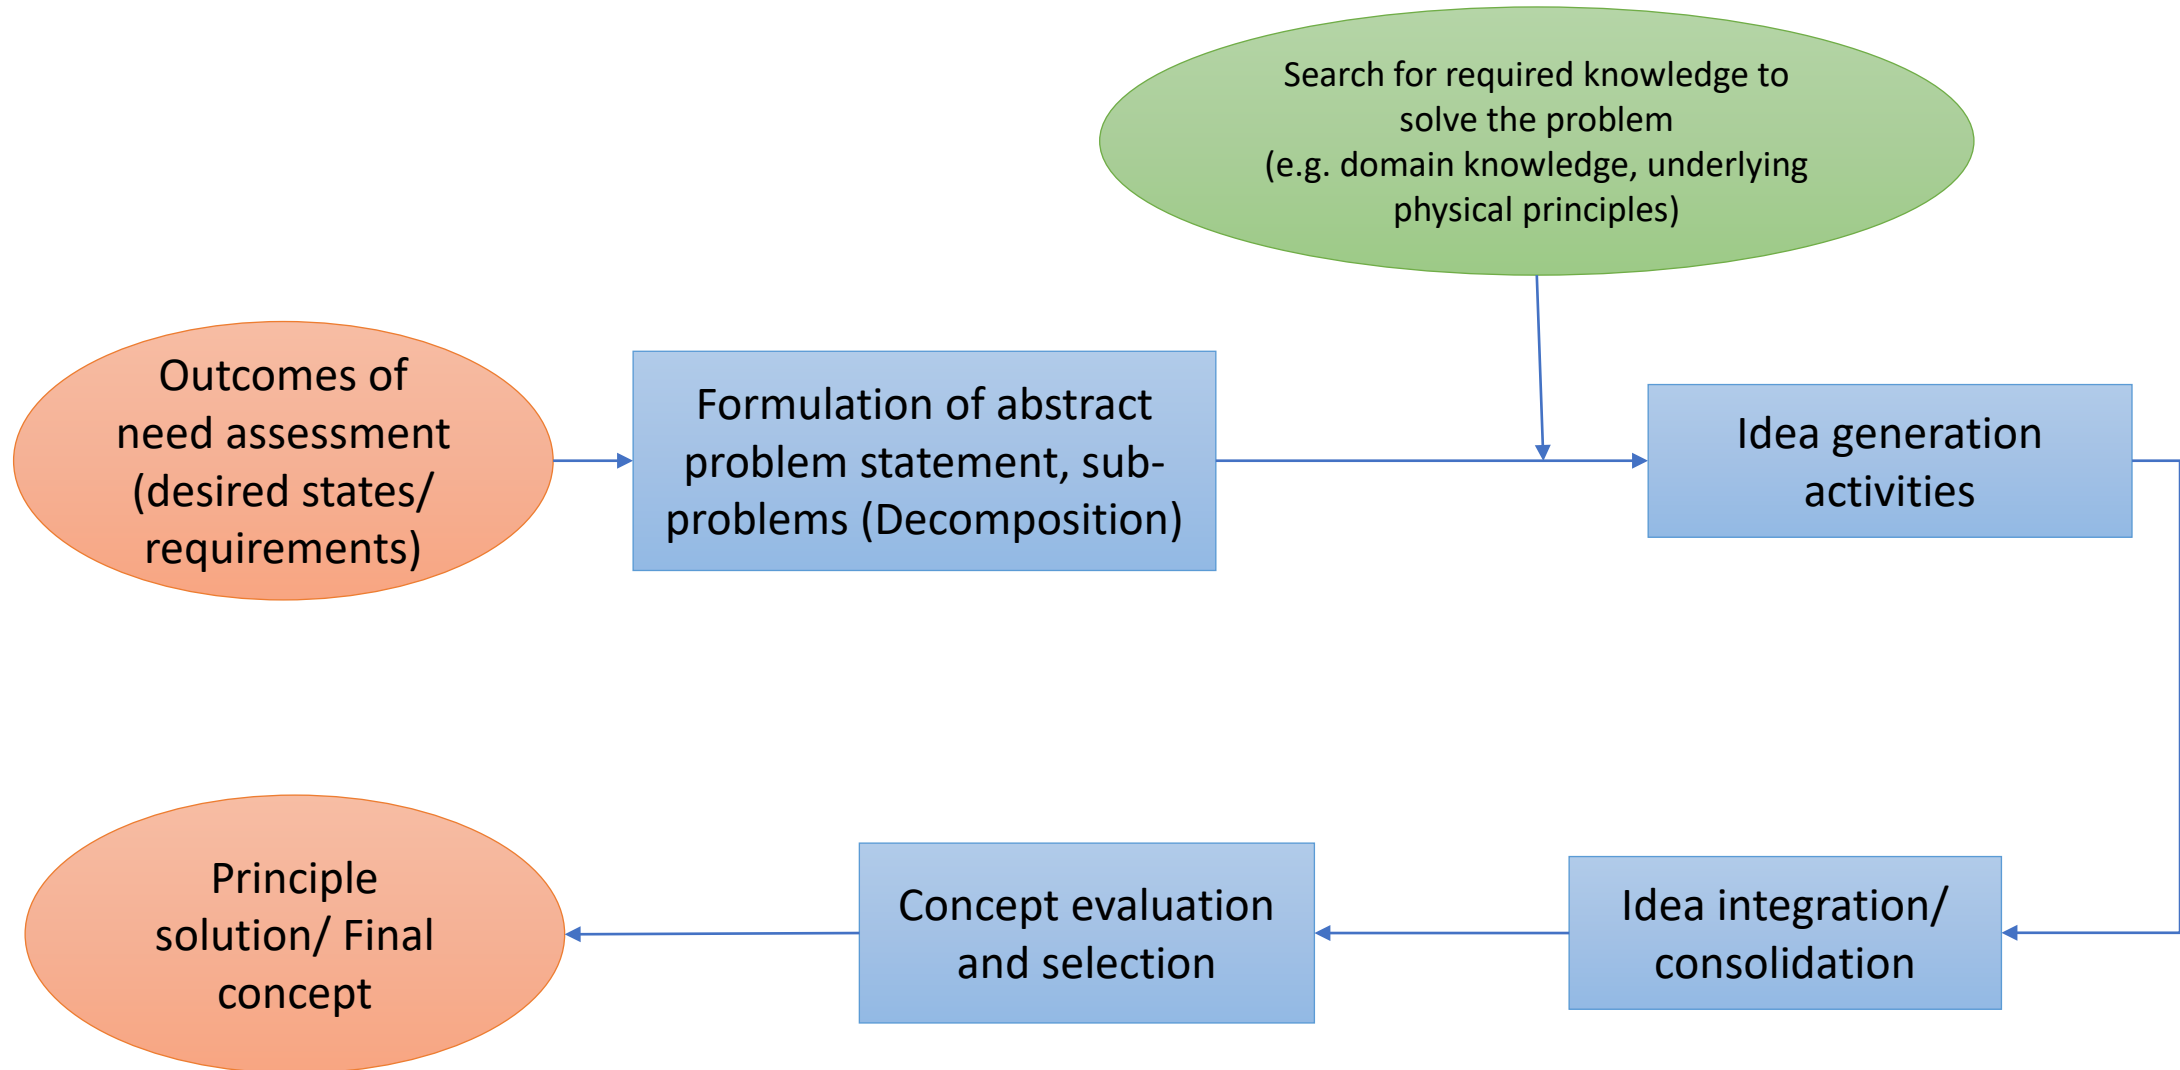 Search for required knowledge to
solve the problem
(e.g. domain knowledge, underlying
physical principles)
Outcomes of
need assessment
(desired states/
requirements)
Formulation of abstract
problem statement, sub-
problems (Decomposition)
Idea generation
activities
Principle
solution/ Final
concept
Concept evaluation
and selection
Idea integration/
consolidation